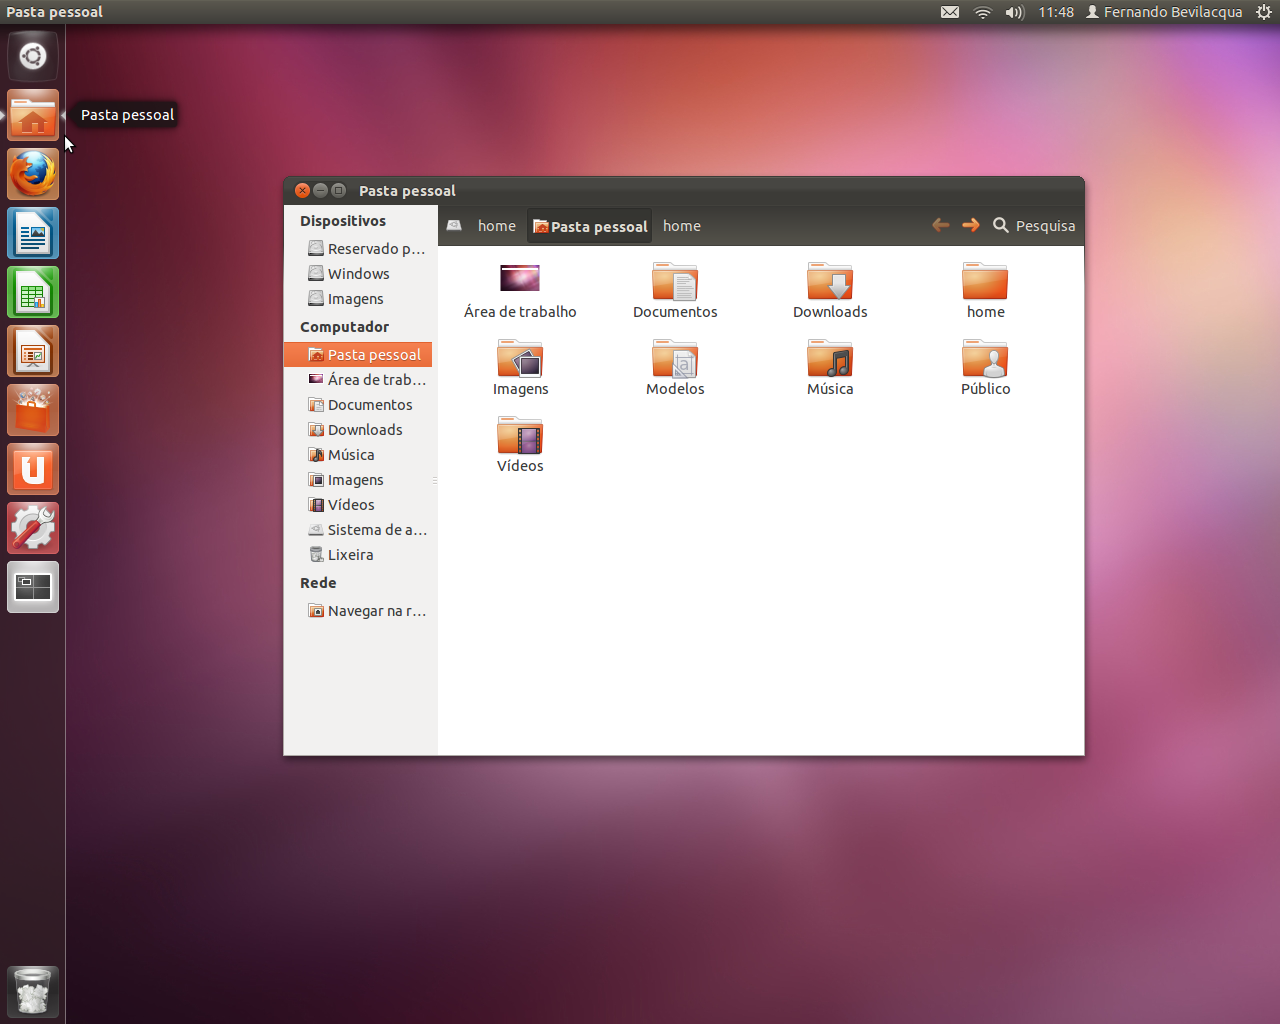 Pasta pessoal
11:48 Fernando Bevilacqua
Pasta pessoal
Pasta pessoal
Dispositivos
Reservado p...
Windows
Imagens
Computador
Pasta pessoal
Área de trab...
Documentos
Downloads
Música
Imagens
Vídeos
Sistema de a...
Lixeira
Rede
Navegar na r...
home Pasta pessoal home Pesquisa
Área de trabalho Documentos Downloads home
Imagens Modelos Música Público
Vídeos